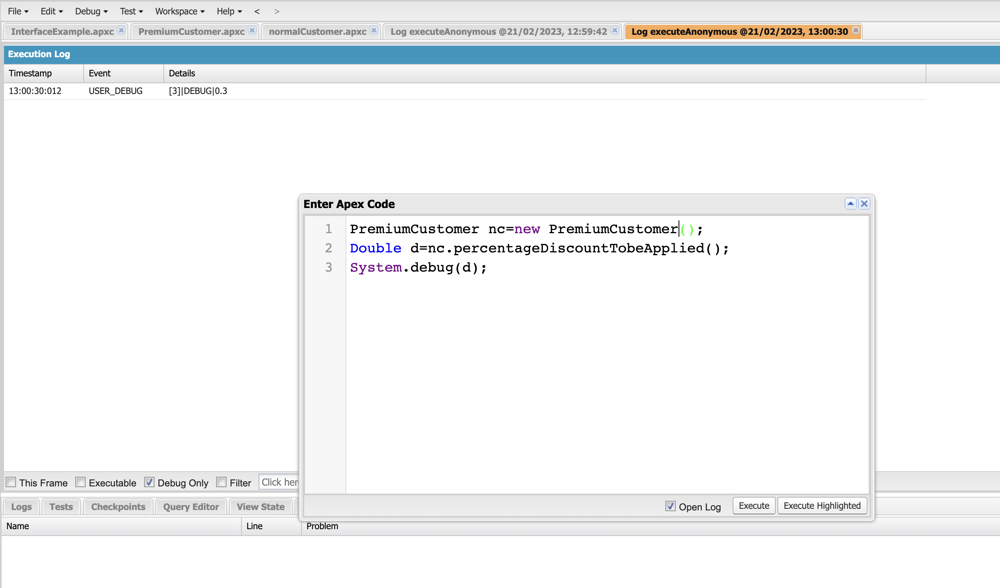 File Edit Debug Test Workspace Help < >
InterfaceExample.apxc PremiumCustomer.apxc normalCustomer.apxc Log executeAnonymous @21/02/2023, 12:59:42 Log executeAnonymous @21/02/2023, 13:00:30
Execution Log
Timestamp Event Details
13:00:30:012 USER_DEBUG [3]|DEBUG|0.3
Enter Apex Code
1 PremiumCustomer nc=new PremiumCustomer();
2 Double d=nc.percentageDiscountTobeApplied();
3 System.debug(d);
Open Log Execute Execute Highlighted
This Frame Executable Debug Only Filter Click her
Logs Tests Checkpoints Query Editor View State
Name Line Problem